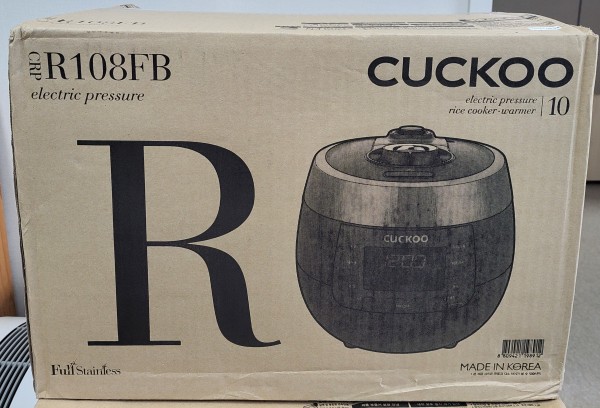 CRP R108FB
electric pressure
CUCKOO
electric pressure
rice cooker-warmer | 10
R
CUCKOO
Full Stainless
MADE IN KOREA